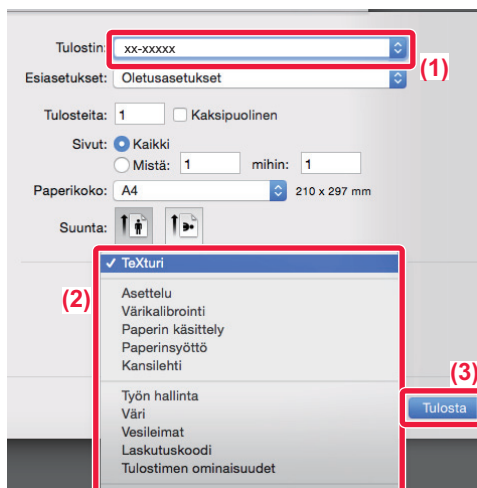 Tulostin: xx-xxxxx
(1)
Esiasetukset: Oletusasetukset
Tulosteita: 1 Kaksipuolinen
Sivut: Kaikki
Mistä: 1 mihin: 1
Paperikoko: A4 210 x 297 mm
Suunta:
✓ TeXturi
(2)
Asettelu
Värikalibrointi
Paperin käsittely
Paperinsyöttö
Kansilehti
Työn hallinta
(3)
Väri
Tulosta
Vesileimat
Laskutuskoodi
Tulostimen ominaisuudet